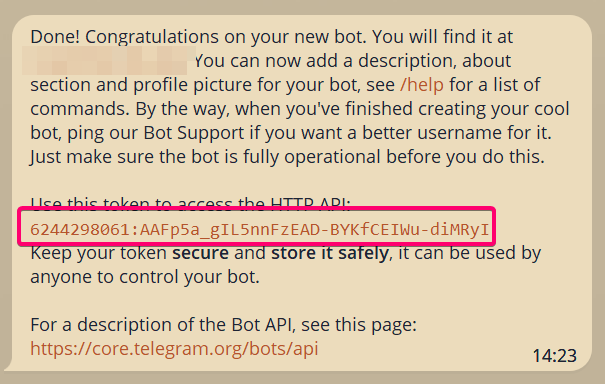 Done! Congratulations on your new bot. You will find it at
You can now add a description, about
section and profile picture for your bot, see /help for a list of
commands. By the way, when you've finished creating your cool
bot, ping our Bot Support if you want a better username for it.
Just make sure the bot is fully operational before you do this.
Use this token to access the HTTP API:
6244298061:AAFp5a_gIL5nnFzEAD-BYKfCEIWu-diMRyI
Keep your token secure and store it safely, it can be used by
anyone to control your bot.
For a description of the Bot API, see this page:
https://core.telegram.org/bots/api
14:23